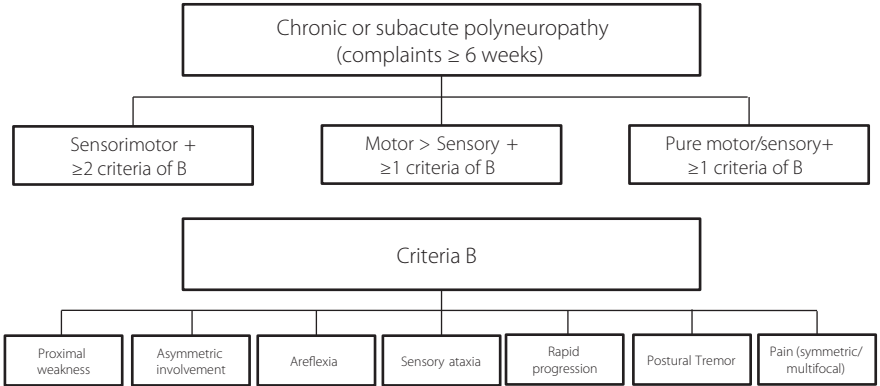 Chronic or subacute polyneuropathy
(complaints ≥ 6 weeks)
Sensorimotor +
≥2 criteria of B
Motor > Sensory +
≥1 criteria of B
Pure motor/sensory+
≥1 criteria of B
Criteria B
Proximal
weakness
Asymmetric
involvement
Areflexia
Sensory ataxia
Rapid
progression
Postural Tremor
Pain (symmetric/
multifocal)